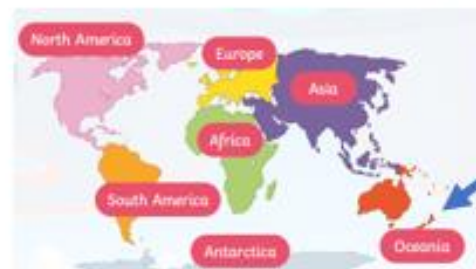 North America
Europe
Asia
Africa
South America
Oceania
Antarctica